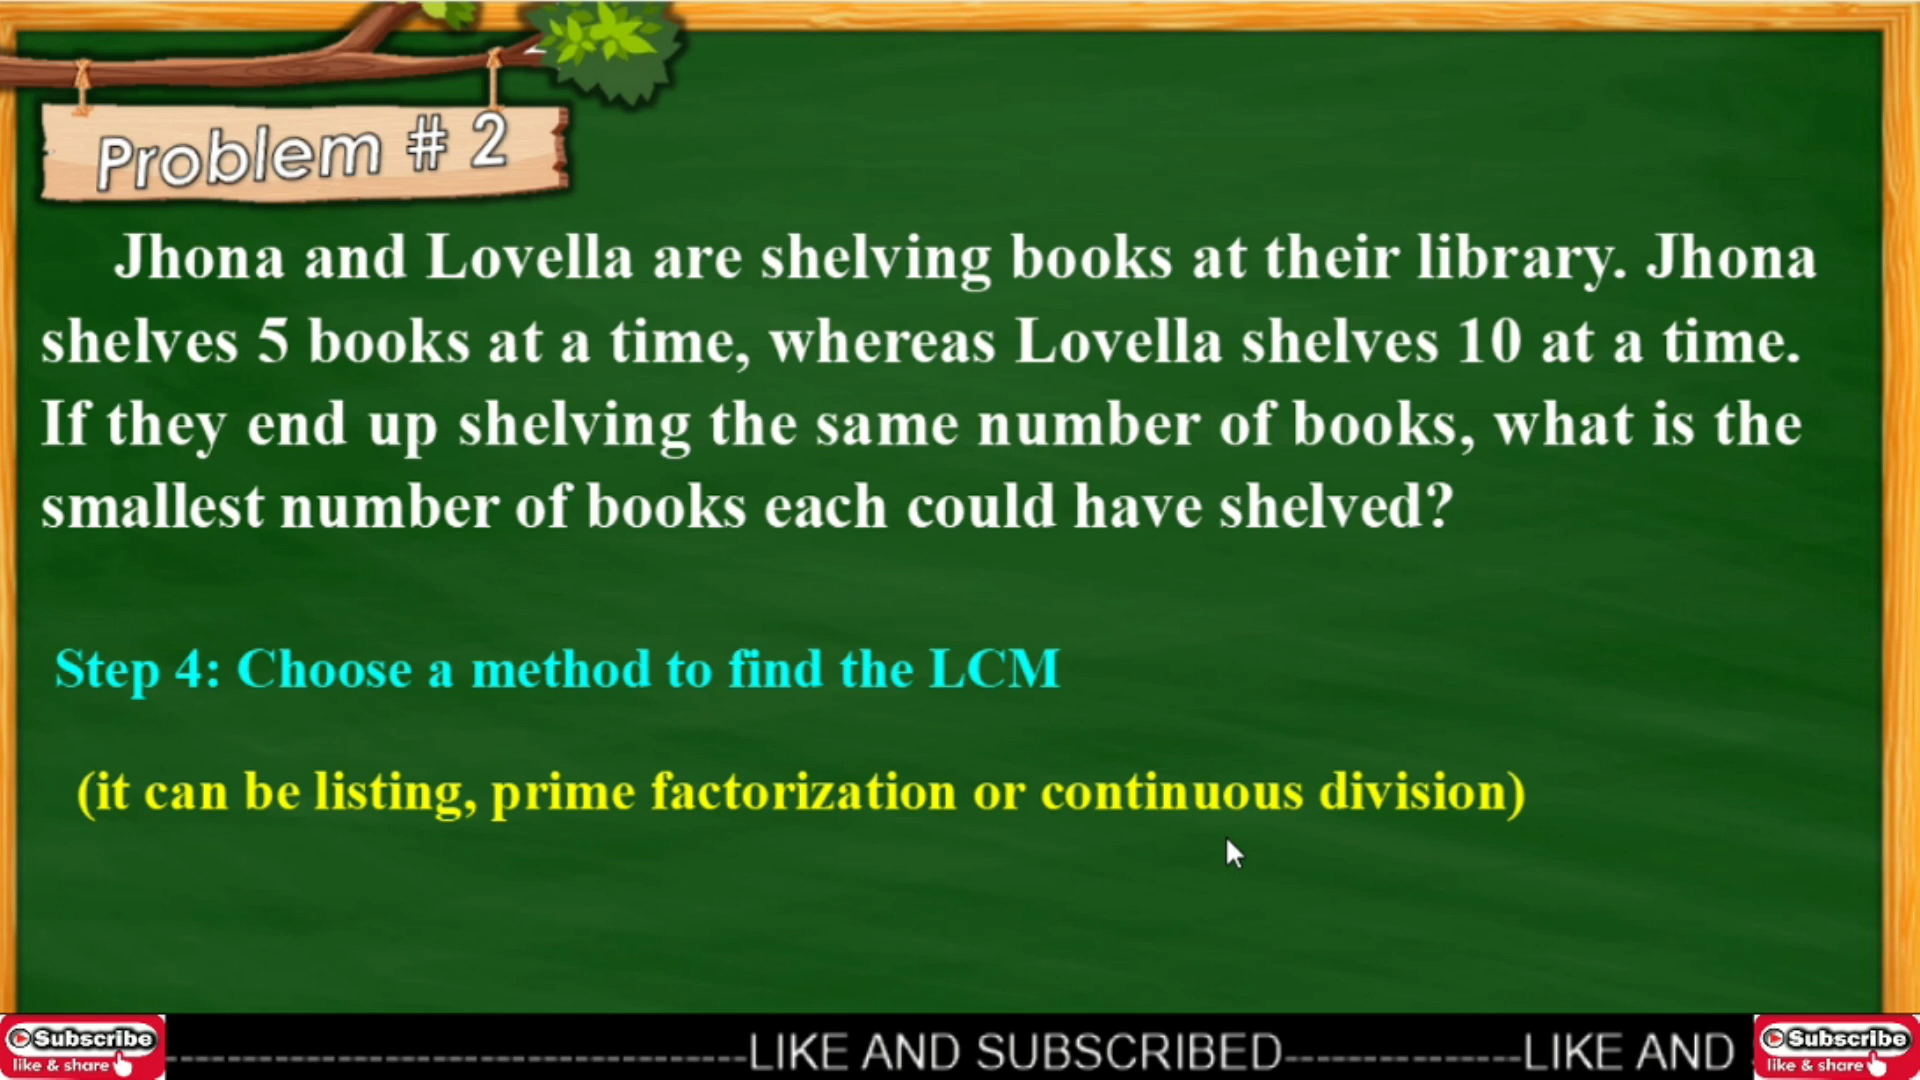 Problem # 2
Jhona and Lovella are shelving books at their library. Jhona
shelves 5 books at a time, whereas Lovella shelves 10 at a time.
If they end up shelving the same number of books, what is the
smallest number of books each could have shelved?
Step 4: Choose a method to find the LCM
(it can be listing, prime factorization or continuous division)
Subscribe
like & share
--------------------------------LIKE AND SUBSCRIBED-------------LIKE AND
Subscribe
like & share